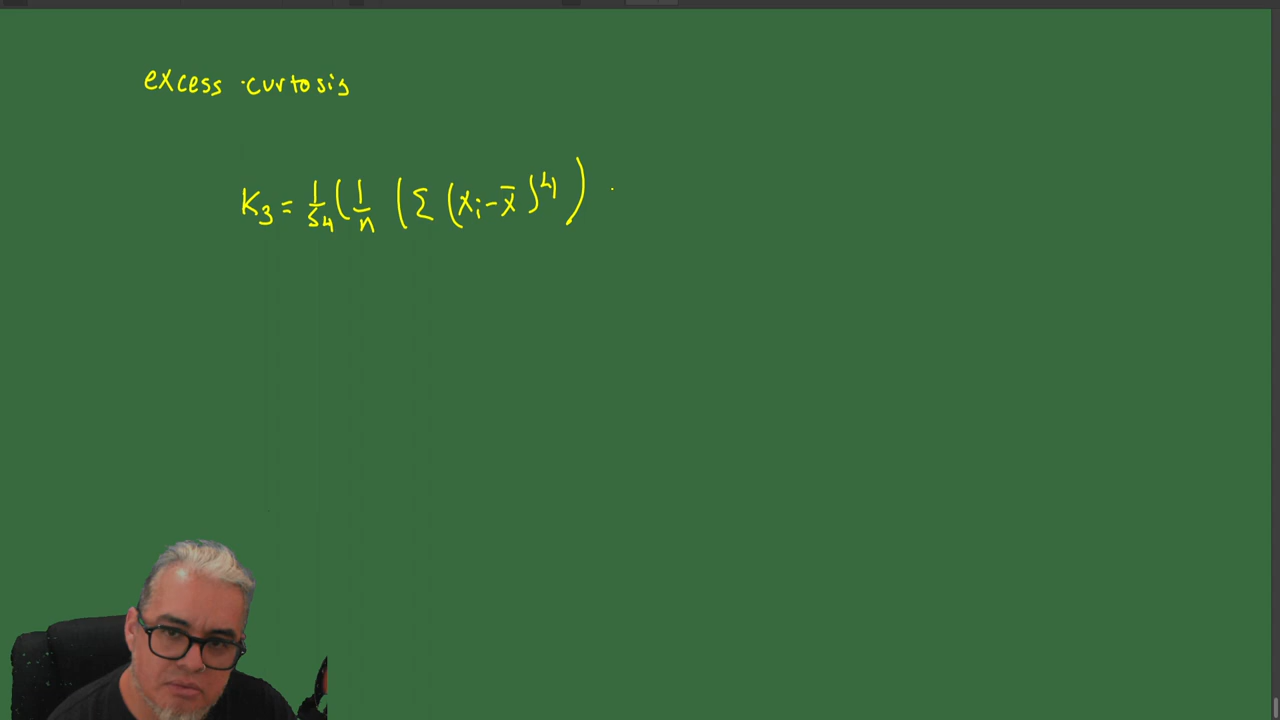 excess curtosis
K₃ = 1/S₄ ( 1/n ( Σ (xᵢ - x̄ )⁴ )